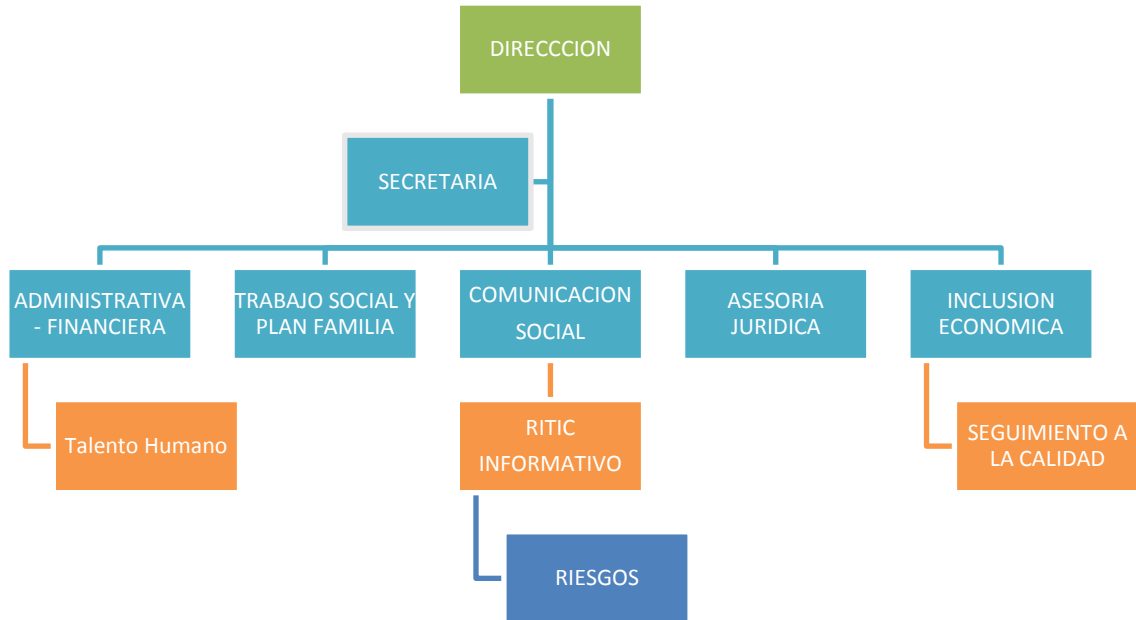 DIRECCCION
SECRETARIA
ADMINISTRATIVA
- FINANCIERA
TRABAJO SOCIAL Y
PLAN FAMILIA
COMUNICACION
SOCIAL
ASESORIA
JURIDICA
INCLUSION
ECONOMICA
Talento Humano
RITIC
INFORMATIVO
SEGUIMIENTO A
LA CALIDAD
RIESGOS